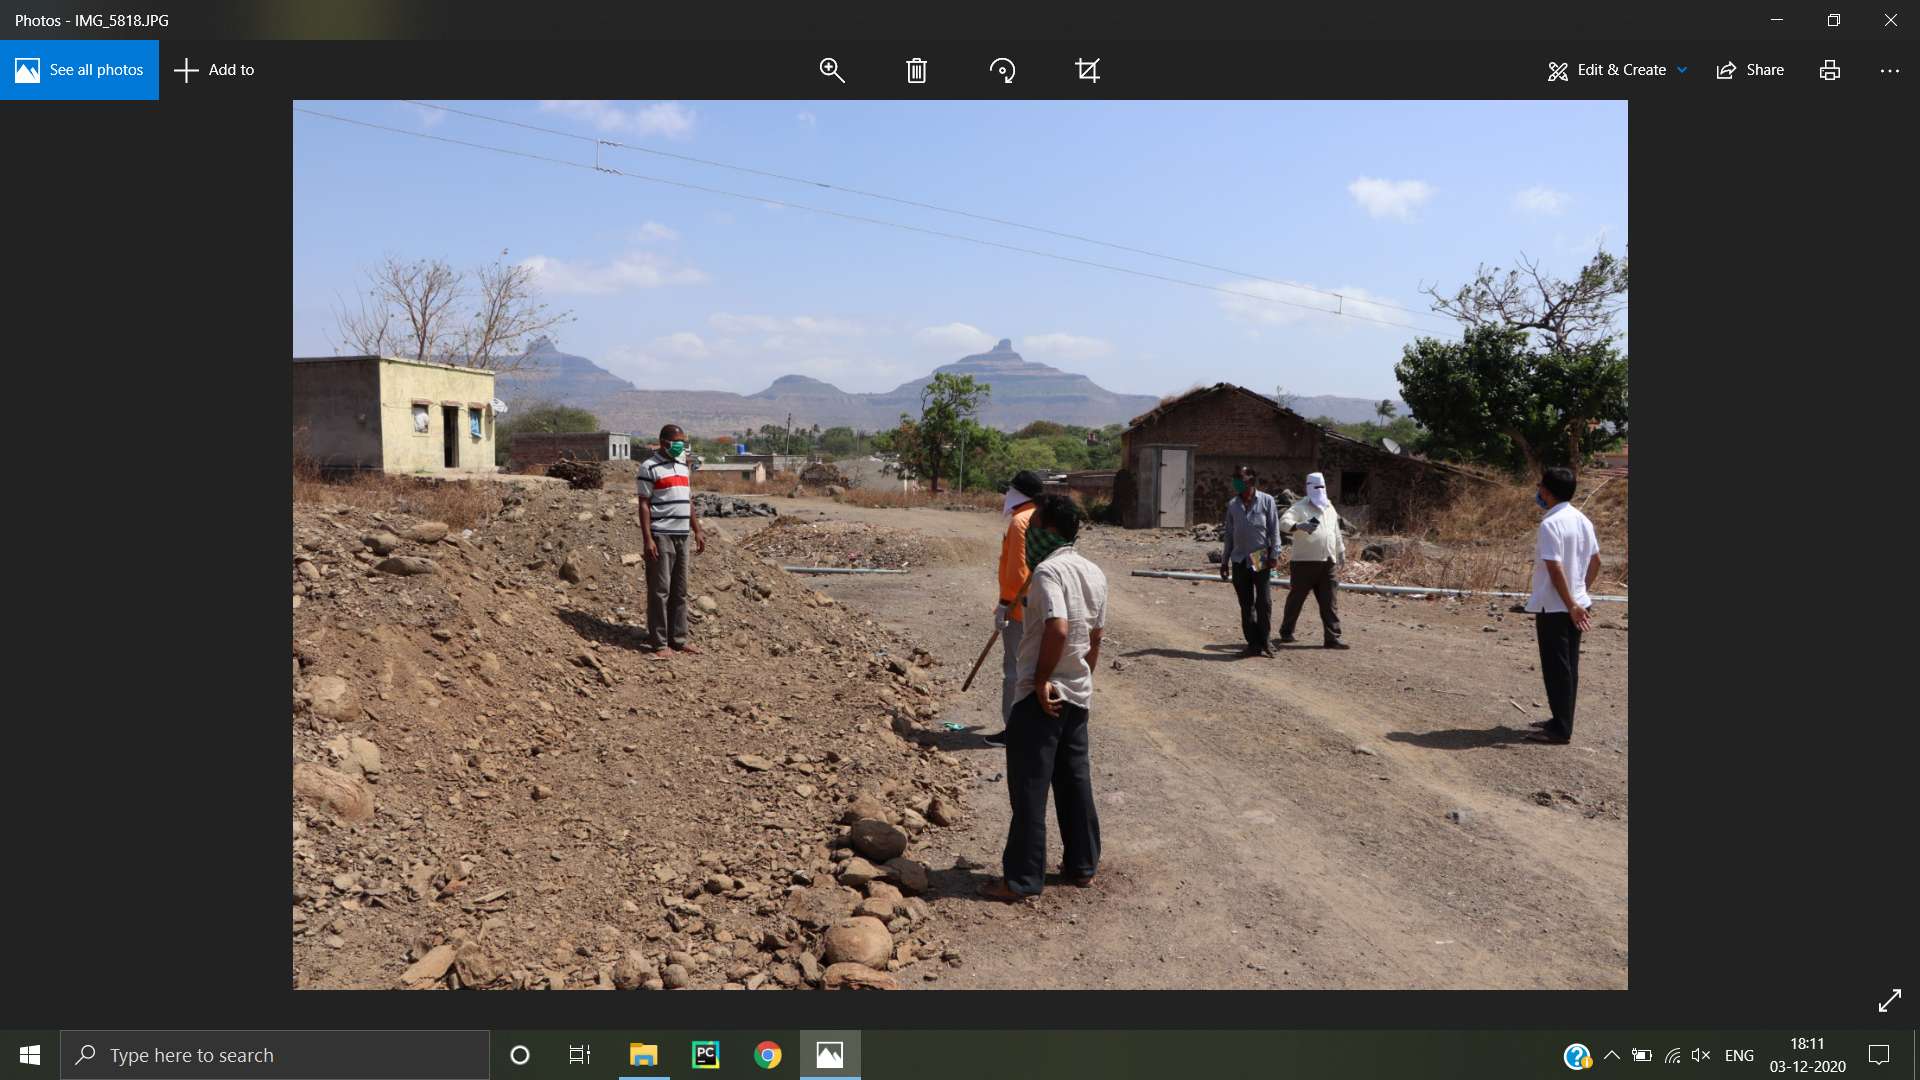 Photos - IMG_5818.JPG
See all photos
Add to
Edit & Create
Share
Type here to search
PC
ENG
18:11
03-12-2020